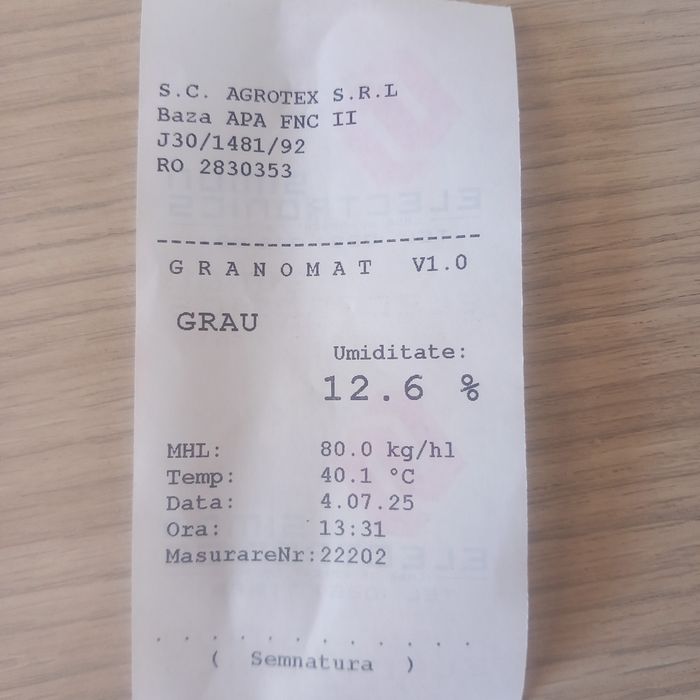 S.C. AGROTEX S.R.L
Baza APA FNC II
J30/1481/92
RO 2830353
------------------------
G R A N O M A T V1.0
GRAU
Umiditate:
12.6 %
MHL: 80.0 kg/hl
Temp: 40.1 °C
Data: 4.07.25
Ora: 13:31
MasurareNr:22202
. . . . . . . . . . . .
( Semnatura )